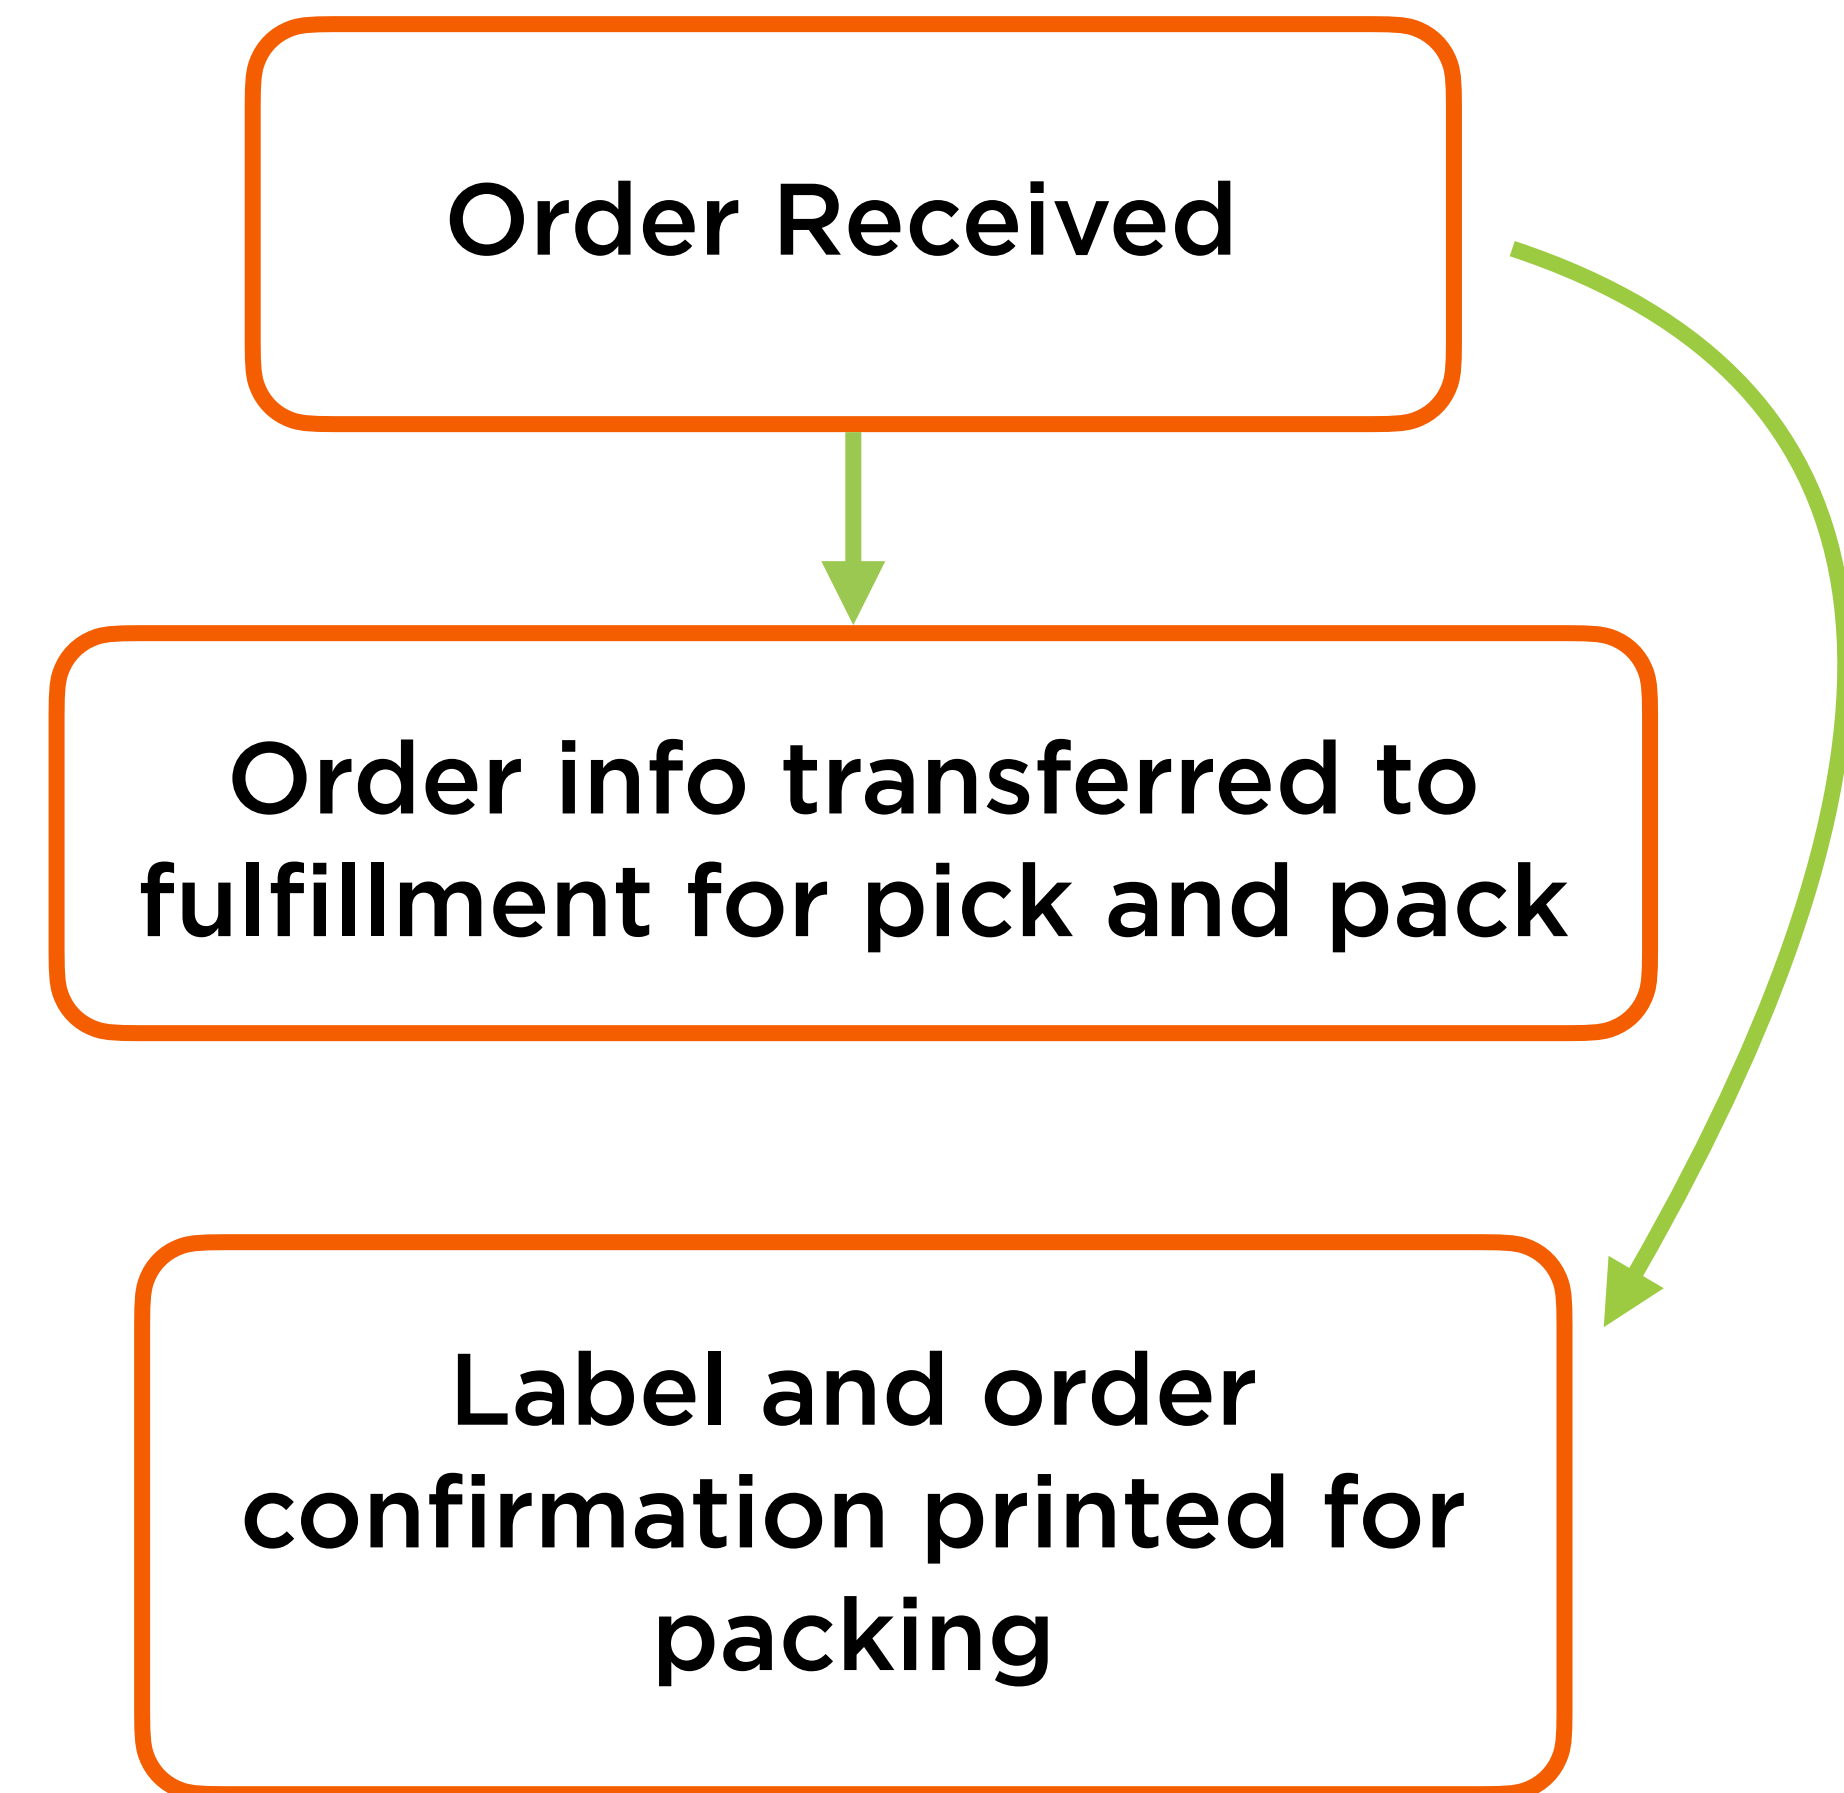 Order Received
Order info transferred to
fulfillment for pick and pack
Label and order
confirmation printed for
packing